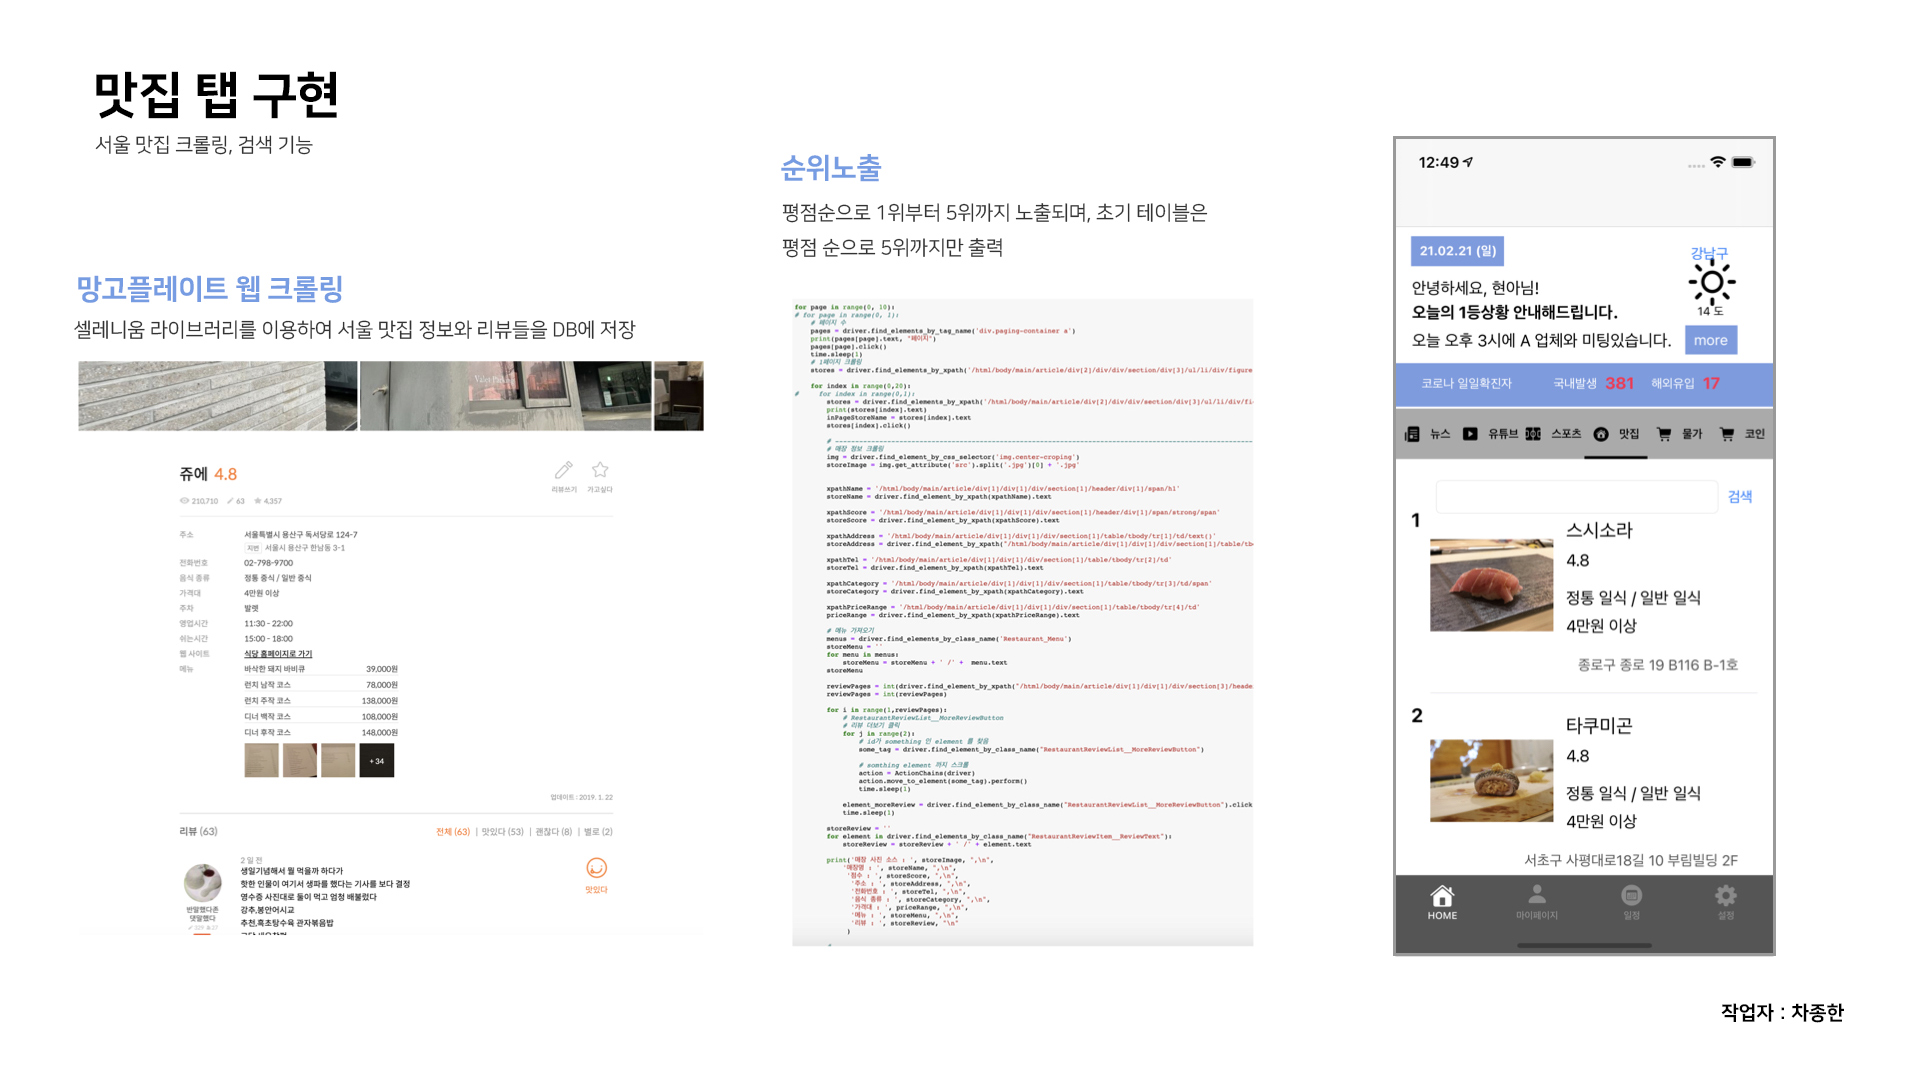 맛집 탭 구현
서울 맛집 크롤링, 검색 기능
망고플레이트 웹 크롤링
셀레니움 라이브러리를 이용하여 서울 맛집 정보와 리뷰들을 DB에 저장
Valet Parking
쥬에 4.8
210,710 63 4,357
리뷰쓰기 가고싶다
주소 서울특별시 용산구 독서당로 124-7
지번 서울시 용산구 한남동 3-1
전화번호 02-798-9700
음식 종류 정통 중식 / 일반 중식
가격대 4만원 이상
주차 발렛
영업시간 11:30 - 22:00
쉬는시간 15:00 - 18:00
웹 사이트 식당 홈페이지로 가기
메뉴 바삭한 돼지 바비큐 39,000원
런치 남작 코스 78,000원
런치 주작 코스 138,000원
디너 백작 코스 108,000원
디너 후작 코스 148,000원
+ 34
업데이트 : 2019. 1. 22
리뷰 (63) 전체 (63) | 맛있다 (53) | 괜찮다 (8) | 별로 (2)
2 일 전
생일기념해서 뭘 먹을까 하다가
핫한 인물이 여기서 생파를 했다는 기사를 보다 결정
영수증 사진대로 둘이 먹고 엄청 배불렀다
강추,봉안어시교
추천,흑초탕수육 관자볶음밥
맛있다
반말했다존
댓말했다
순위노출
평점순으로 1위부터 5위까지 노출되며, 초기 테이블은
평점 순으로 5위까지만 출력
for page in range(0, 10):
# for page in range(0, 1):
# 페이지 수
pages = driver.find_elements_by_tag_name('div.paging-container a')
print(pages[page].text, "페이지")
pages[page].click()
time.sleep(1)
# 1페이지 크롤링
stores = driver.find_elements_by_xpath('/html/body/main/article/div[2]/div/div/section/div[3]/ul/li/div/figure
for index in range(0,20):
# for index in range(0,1):
stores = driver.find_elements_by_xpath('/html/body/main/article/div[2]/div/div/section/div[3]/ul/li/div/fi
print(stores[index].text)
inPageStoreName = stores[index].text
stores[index].click()
# 매장 정보 크롤링
img = driver.find_element_by_css_selector('img.center-croping')
storeImage = img.get_attribute('src').split('.jpg')[0] + '.jpg'
xpathName = '/html/body/main/article/div[1]/div[1]/div/section[1]/header/div[1]/span/h1'
storeName = driver.find_element_by_xpath(xpathName).text
xpathScore = '/html/body/main/article/div[1]/div[1]/div/section[1]/header/div[1]/span/strong/span'
storeScore = driver.find_element_by_xpath(xpathScore).text
xpathAddress = '/html/body/main/article/div[1]/div[1]/div/section[1]/table/tbody/tr[1]/td/text()'
storeAddress = driver.find_element_by_xpath("/html/body/main/article/div[1]/div[1]/div/section[1]/table/tb
xpathTel = '/html/body/main/article/div[1]/div[1]/div/section[1]/table/tbody/tr[2]/td'
storeTel = driver.find_element_by_xpath(xpathTel).text
xpathCategory = '/html/body/main/article/div[1]/div[1]/div/section[1]/table/tbody/tr[3]/td/span'
storeCategory = driver.find_element_by_xpath(xpathCategory).text
xpathPriceRange = '/html/body/main/article/div[1]/div[1]/div/section[1]/table/tbody/tr[4]/td'
priceRange = driver.find_element_by_xpath(xpathPriceRange).text
# 메뉴 가져오기
menus = driver.find_elements_by_class_name('Restaurant_Menu')
storeMenu = ''
for menu in menus:
storeMenu = storeMenu + ' /' + menu.text
storeMenu
reviewPages = int(driver.find_element_by_xpath("/html/body/main/article/div[1]/div[1]/div/section[3]/heade
reviewPages = int(reviewPages)
for i in range(1,reviewPages):
# RestaurantReviewList__MoreReviewButton
# 리뷰 더보기 클릭
for j in range(2):
# id가 something 인 element 를 찾음
some_tag = driver.find_element_by_class_name("RestaurantReviewList__MoreReviewButton")
# somthing element 까지 스크롤
action = ActionChains(driver)
action.move_to_element(some_tag).perform()
time.sleep(1)
element_moreReview = driver.find_element_by_class_name("RestaurantReviewList__MoreReviewButton").click
time.sleep(1)
storeReview = ''
for element in driver.find_elements_by_class_name("RestaurantReviewItem__ReviewText"):
storeReview = storeReview + ' /' + element.text
print('매장 사진 소스 : ', storeImage, ",\n",
'매장명 : ', storeName, ",\n",
'점수 : ', storeScore, ",\n",
'주소 : ', storeAddress, ",\n",
'전화번호 : ', storeTel, ",\n",
'음식 종류 : ', storeCategory, ",\n",
'가격대 : ', priceRange, ",\n",
'메뉴 : ', storeMenu, ",\n",
'리뷰 : ', storeReview, "\n"
)
12:49
21.02.21 (일)
강남구
안녕하세요, 현아님!
오늘의 1등상황 안내해드립니다.
14 도
오늘 오후 3시에 A 업체와 미팅있습니다.
more
코로나 일일확진자 국내발생 381 해외유입 17
뉴스 유튜브 스포츠 맛집 물가 코인
검색
1
스시소라
4.8
정통 일식 / 일반 일식
4만원 이상
종로구 종로 19 B116 B-1호
2
타쿠미곤
4.8
정통 일식 / 일반 일식
4만원 이상
서초구 사평대로18길 10 부림빌딩 2F
HOME 마이페이지 일정 설정
작업자 : 차종한